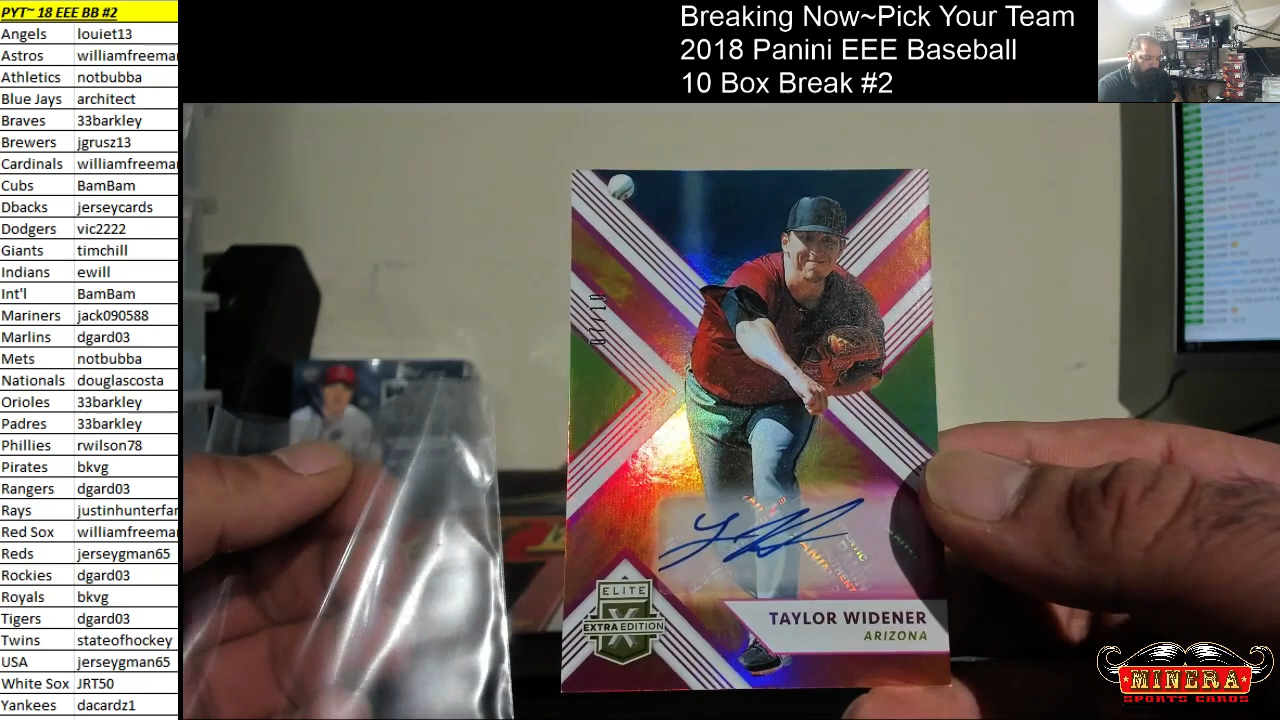 PYT~ 18 EEE BB #2
Angels louiet13
Astros williamfreema
Athletics notbubba
Blue Jays architect
Braves 33barkley
Brewers jgrusz13
Cardinals williamfreema
Cubs BamBam
Dbacks jerseycards
Dodgers vic2222
Giants timchill
Indians ewill
Int'l BamBam
Mariners jack090588
Marlins dgard03
Mets notbubba
Nationals douglascosta
Orioles 33barkley
Padres 33barkley
Phillies rwilson78
Pirates bkvg
Rangers dgard03
Rays justinhunterfar
Red Sox williamfreema
Reds jerseygman65
Rockies dgard03
Royals bkvg
Tigers dgard03
Twins stateofhockey
USA jerseygman65
White Sox JRT50
Yankees dacardz1
Breaking Now~Pick Your Team
2018 Panini EEE Baseball
10 Box Break #2
ELITE
X
EXTRA EDITION
TAYLOR WIDENER
ARIZONA
MINERA
SPORTS CARDS